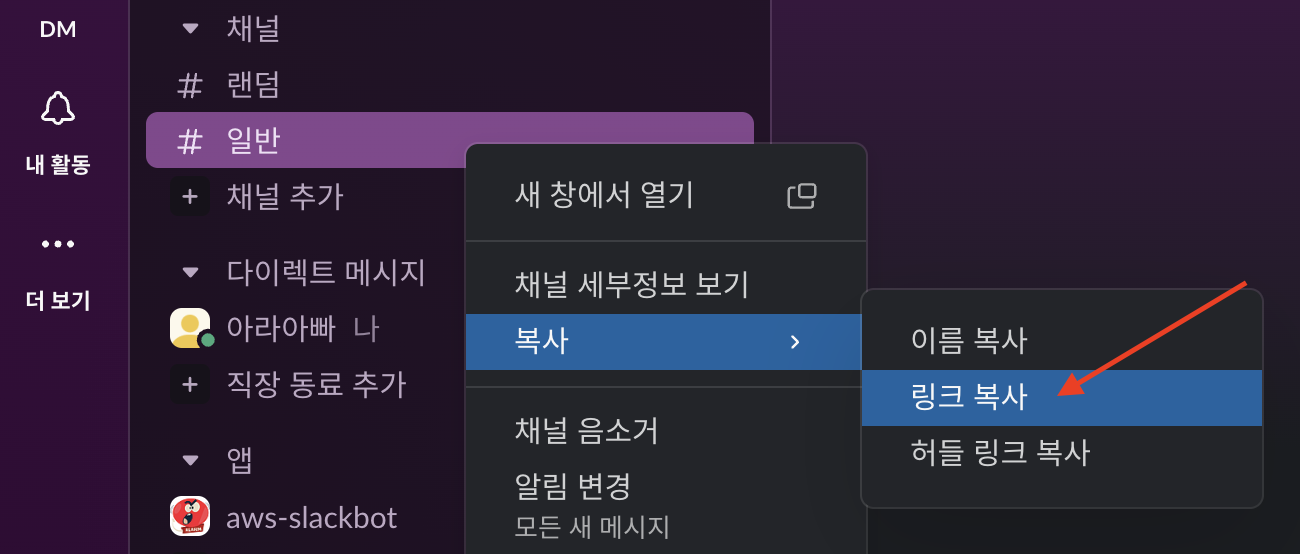 DM
내 활동
더 보기
채널
# 랜덤
# 일반
+ 채널 추가
다이렉트 메시지
아라아빠 나
+ 직장 동료 추가
앱
aws-slackbot
새 창에서 열기
채널 세부정보 보기
복사
채널 음소거
알림 변경
모든 새 메시지
이름 복사
링크 복사
허들 링크 복사